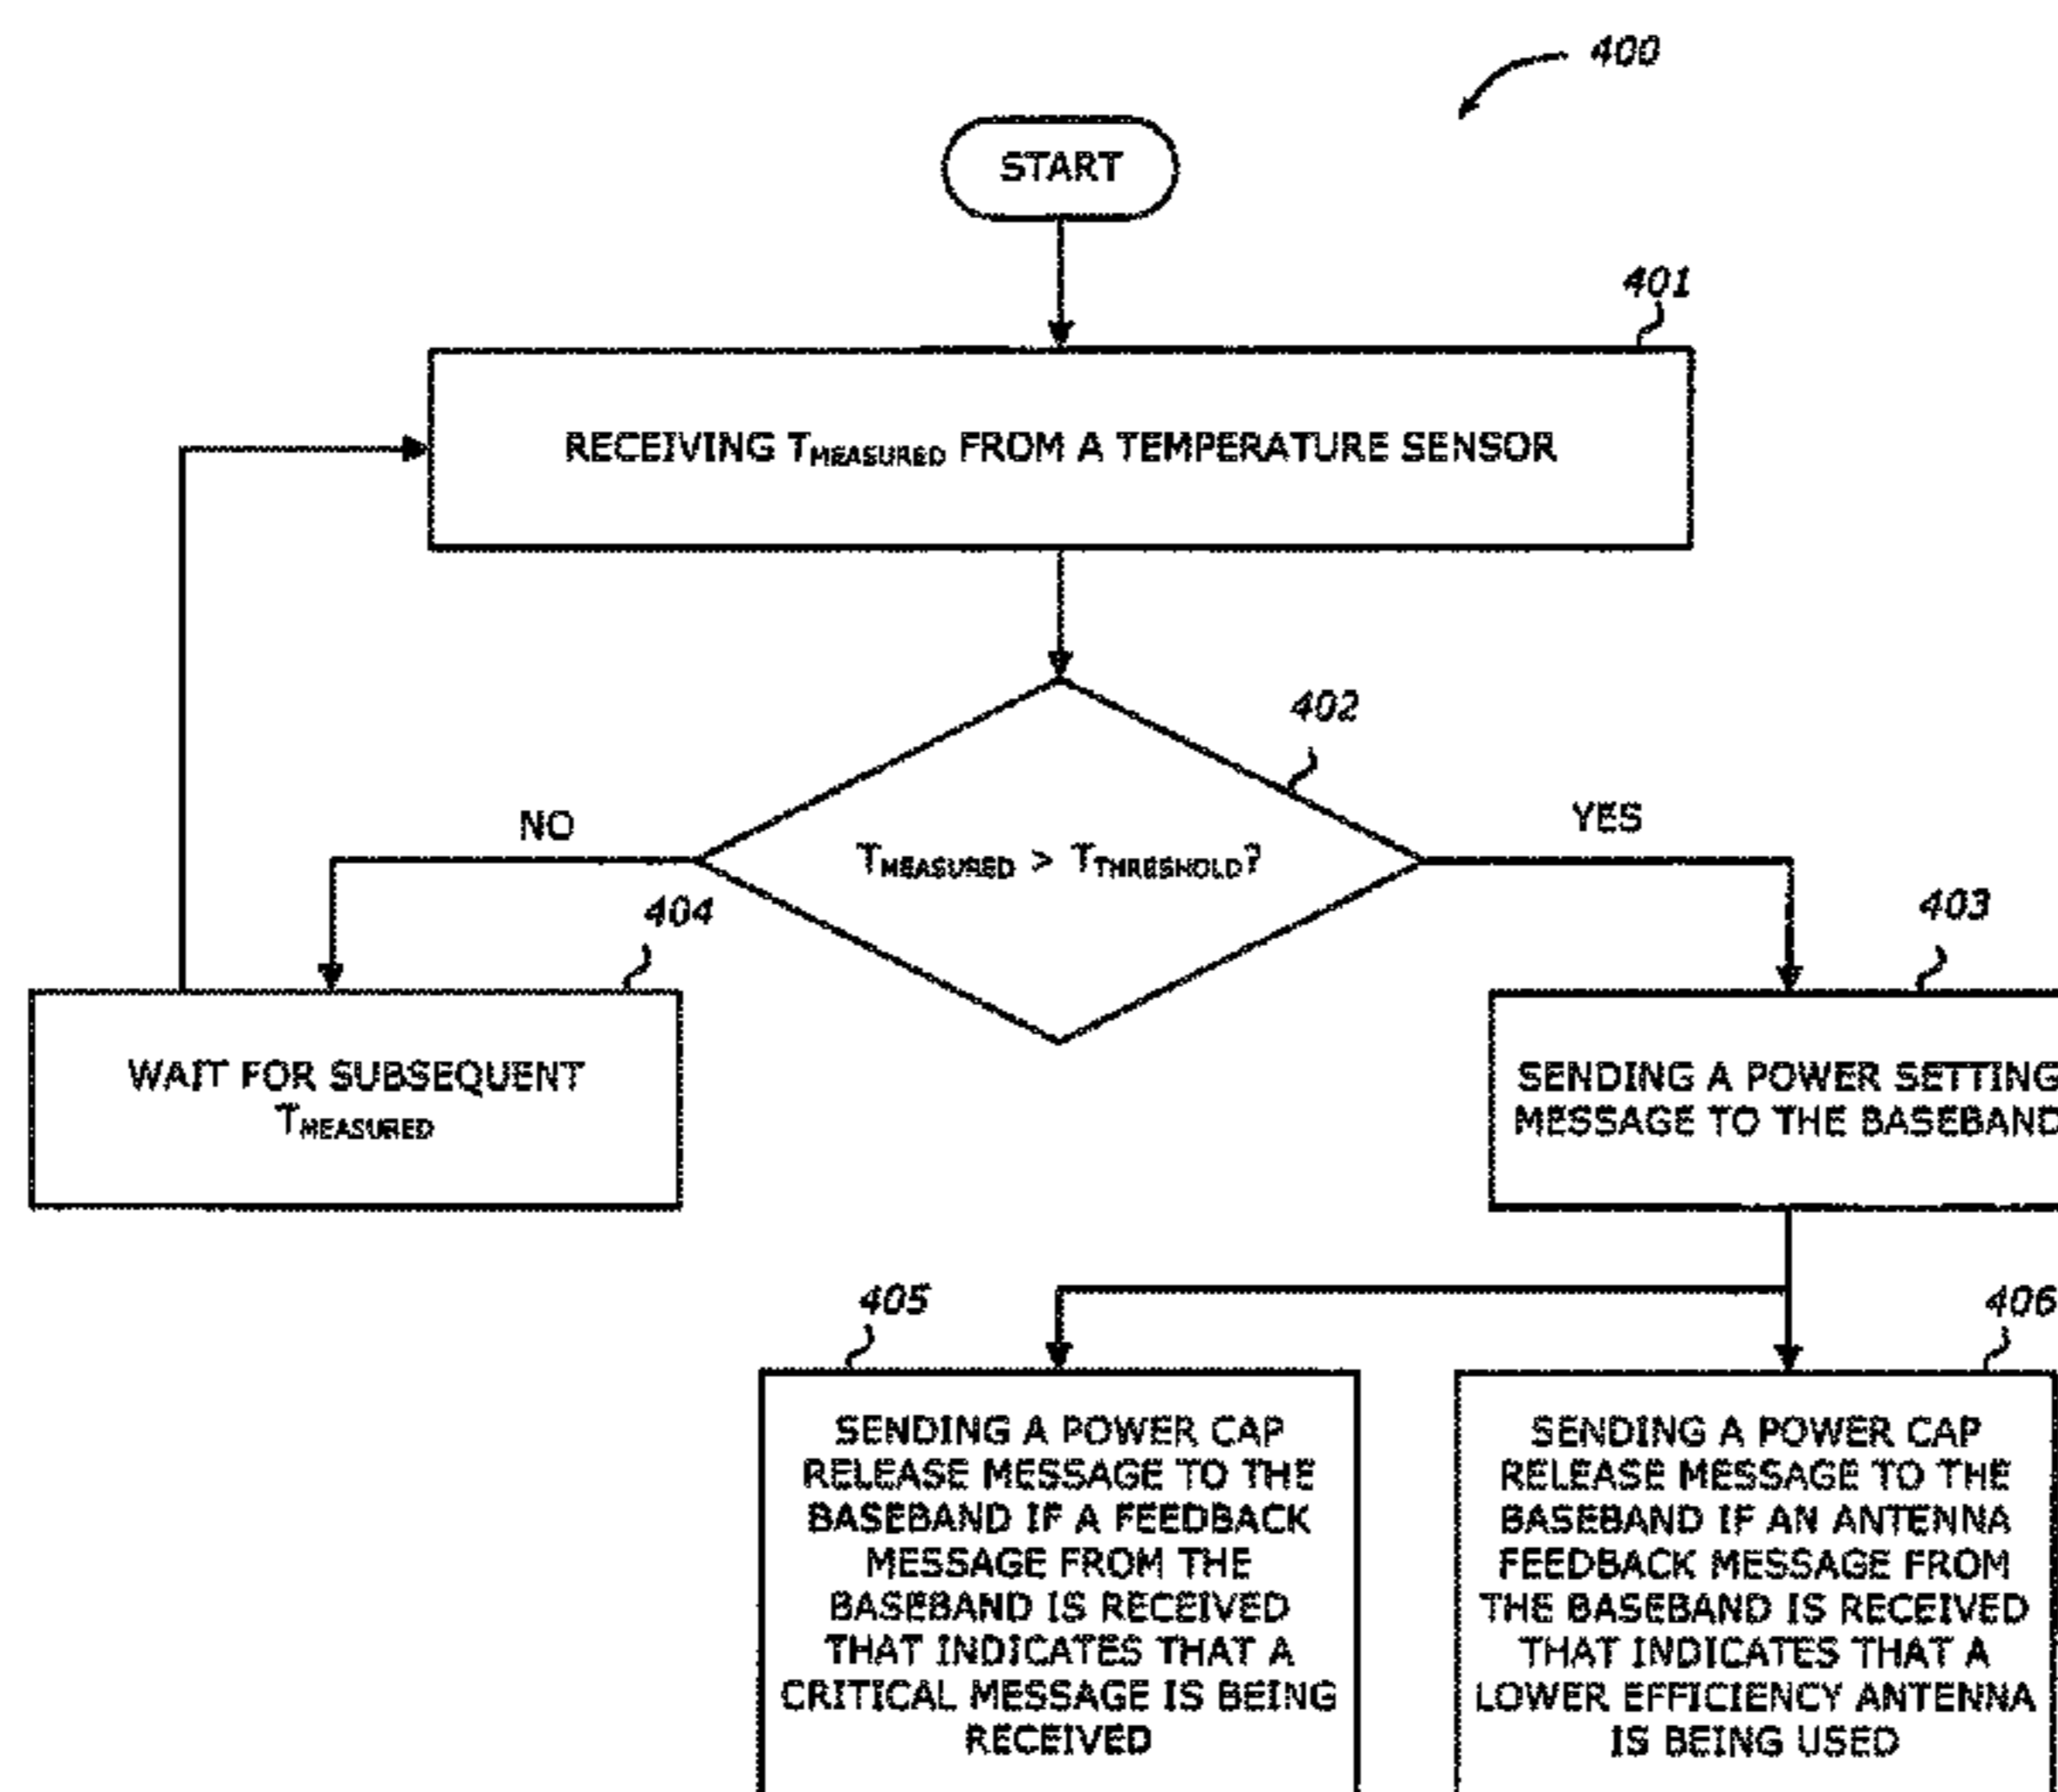 400
START
401
RECEIVING TMEASURED FROM A TEMPERATURE SENSOR
402
TMEASURED > TTHRESHOLD?
NO
YES
404
WAIT FOR SUBSEQUENT
TMEASURED
403
SENDING A POWER SETTING
MESSAGE TO THE BASEBAND
405
SENDING A POWER CAP
RELEASE MESSAGE TO THE
BASEBAND IF A FEEDBACK
MESSAGE FROM THE
BASEBAND IS RECEIVED
THAT INDICATES THAT A
CRITICAL MESSAGE IS BEING
RECEIVED
406
SENDING A POWER CAP
RELEASE MESSAGE TO THE
BASEBAND IF AN ANTENNA
FEEDBACK MESSAGE FROM
THE BASEBAND IS RECEIVED
THAT INDICATES THAT A
LOWER EFFICIENCY ANTENNA
IS BEING USED